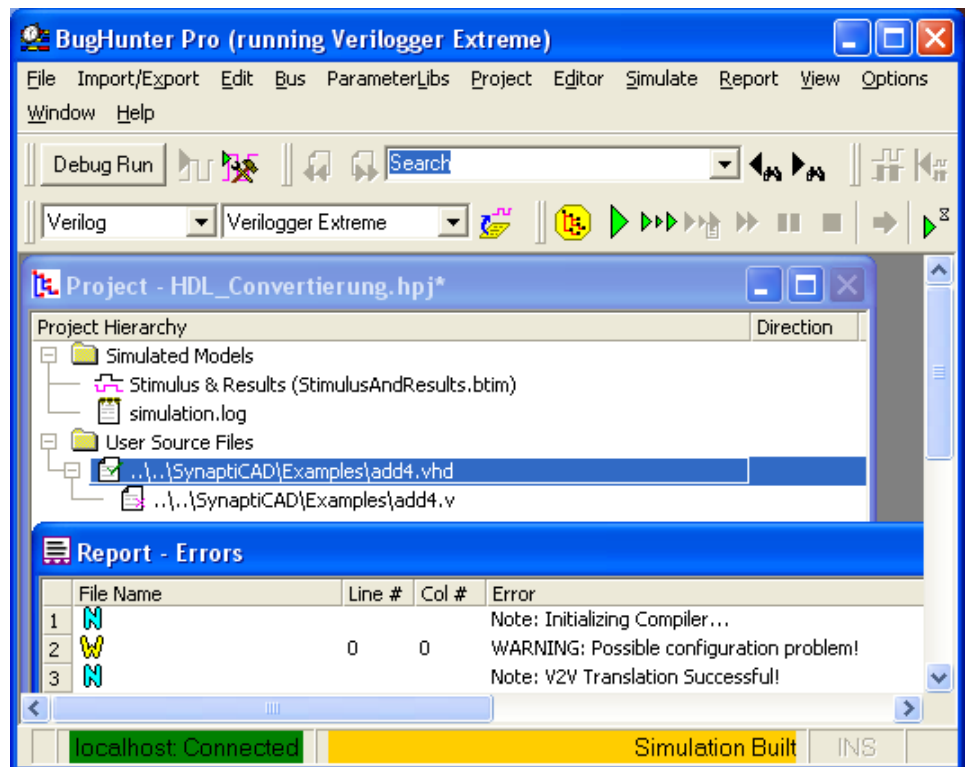 BugHunter Pro (running Verilogger Extreme)
File Import/Export Edit Bus ParameterLibs Project Editor Simulate Report View Options
Window Help
Debug Run Search
Verilog Verilogger Extreme
Project - HDL_Convertierung.hpj*
Project Hierarchy Direction
Simulated Models
Stimulus & Results (StimulusAndResults.btim)
simulation.log
User Source Files
..\..\SynaptiCAD\Examples\add4.vhd
..\..\SynaptiCAD\Examples\add4.v
Report - Errors
File Name Line # Col # Error
1 N Note: Initializing Compiler...
2 W 0 0 WARNING: Possible configuration problem!
3 N Note: V2V Translation Successful!
localhost: Connected Simulation Built INS